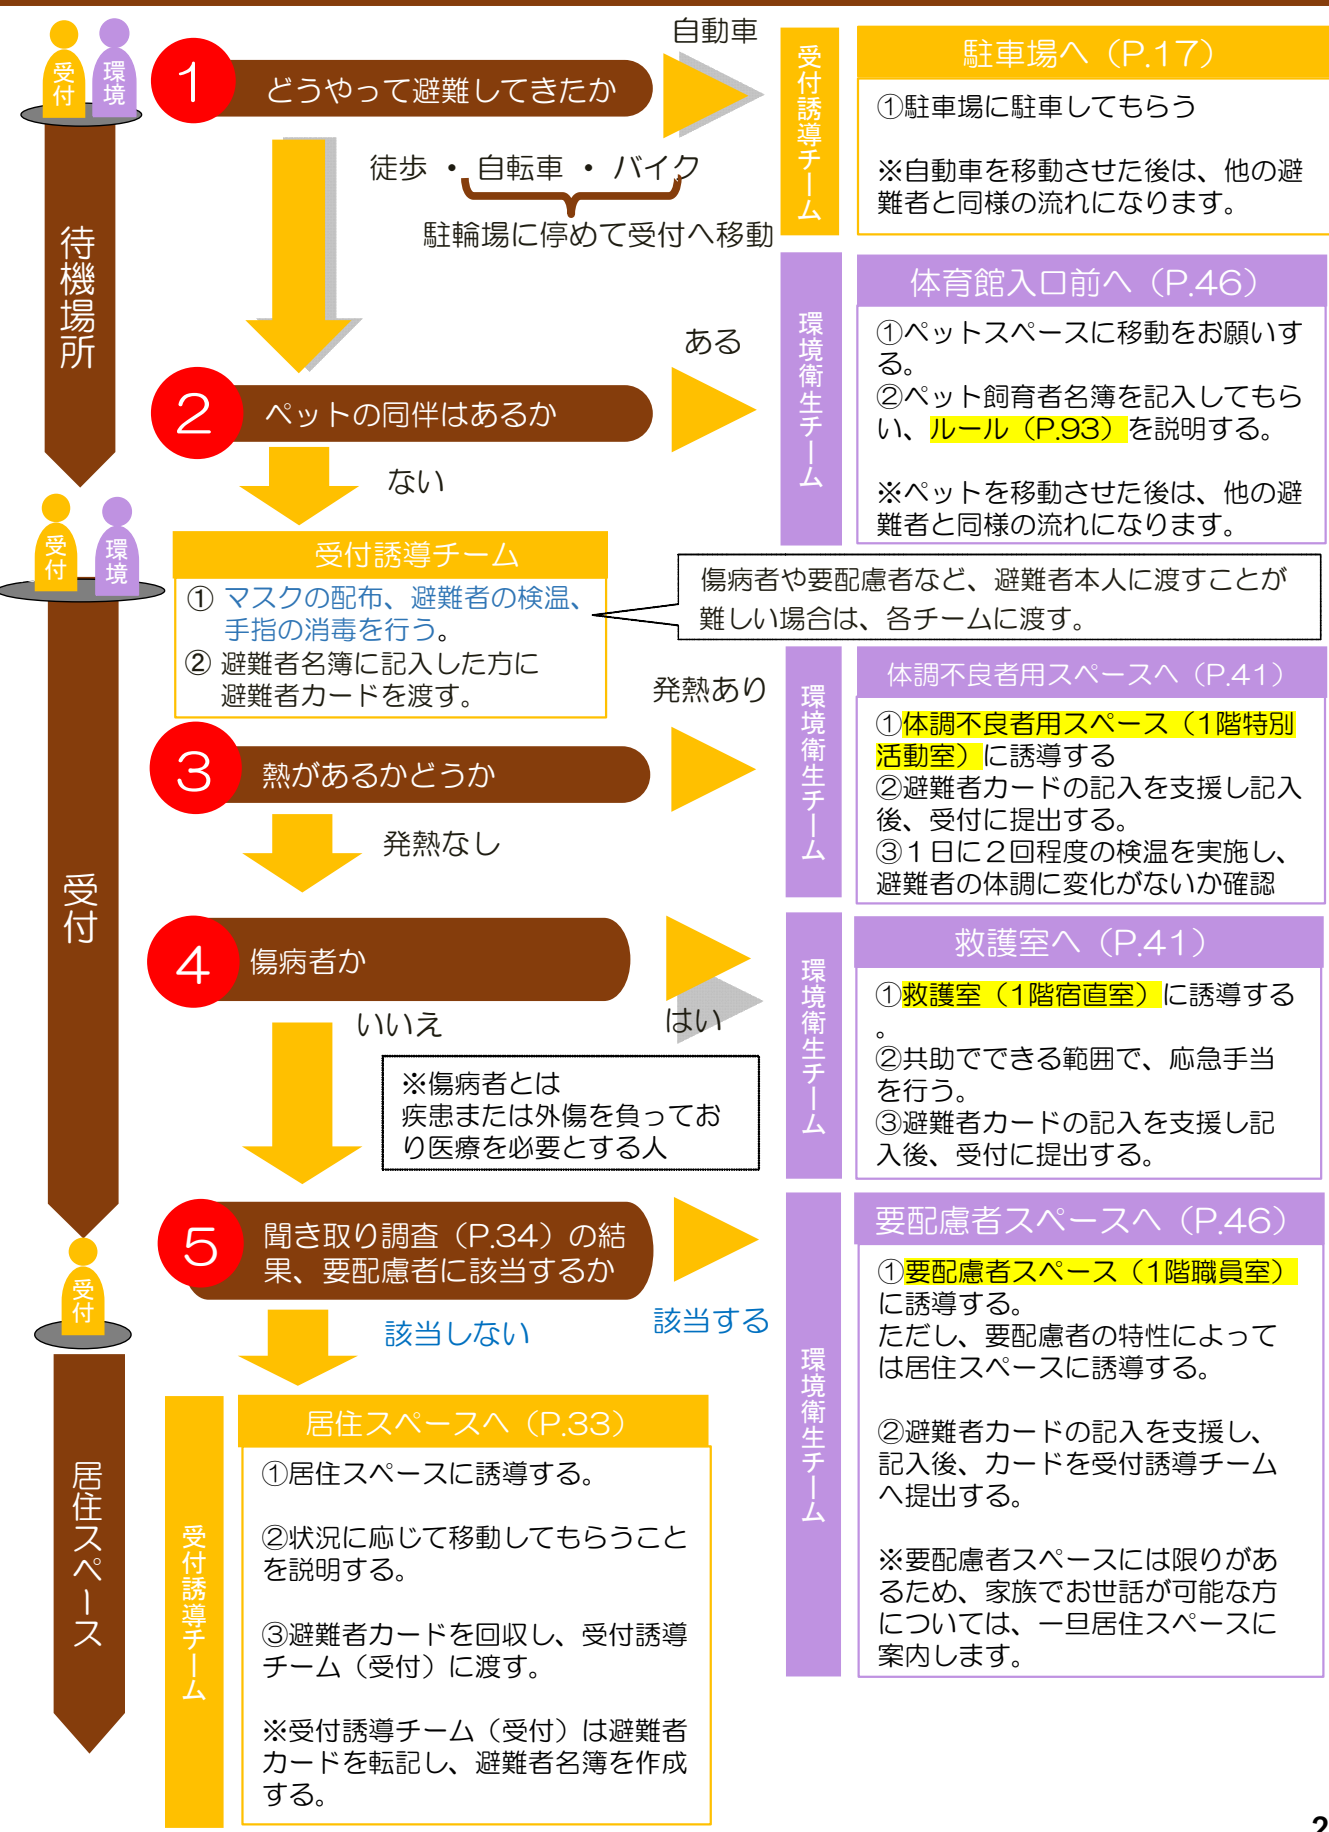 受付
環境
待機場所
1
どうやって避難してきたか
自動車
徒歩 ・ 自転車 ・ バイク
駐輪場に停めて受付へ移動
受付誘導チーム
駐車場へ（P.17）
①駐車場に駐車してもらう
※自動車を移動させた後は、他の避
難者と同様の流れになります。
2
ペットの同伴はあるか
ある
ない
環境衛生チーム
体育館入口前へ（P.46）
①ペットスペースに移動をお願いす
る。
②ペット飼育者名簿を記入してもら
い、ルール（P.93）を説明する。
※ペットを移動させた後は、他の避
難者と同様の流れになります。
受付
環境
受付
受付誘導チーム
① マスクの配布、避難者の検温、
手指の消毒を行う。
② 避難者名簿に記入した方に
避難者カードを渡す。
傷病者や要配慮者など、避難者本人に渡すことが
難しい場合は、各チームに渡す。
3
熱があるかどうか
発熱あり
発熱なし
環境衛生チーム
体調不良者用スペースへ（P.41）
①体調不良者用スペース（1階特別
活動室）に誘導する
②避難者カードの記入を支援し記入
後、受付に提出する。
③１日に２回程度の検温を実施し、
避難者の体調に変化がないか確認
4
傷病者か
はい
いいえ
※傷病者とは
疾患または外傷を負ってお
り医療を必要とする人
環境衛生チーム
救護室へ（P.41）
①救護室（1階宿直室）に誘導する
。
②共助でできる範囲で、応急手当
を行う。
③避難者カードの記入を支援し記
入後、受付に提出する。
5
聞き取り調査（P.34）の結
果、要配慮者に該当するか
該当する
該当しない
環境衛生チーム
要配慮者スペースへ（P.46）
①要配慮者スペース（1階職員室）
に誘導する。
ただし、要配慮者の特性によって
は居住スペースに誘導する。
②避難者カードの記入を支援し、
記入後、カードを受付誘導チーム
へ提出する。
※要配慮者スペースには限りがあ
るため、家族でお世話が可能な方
については、一旦居住スペースに
案内します。
受付
居住スペース
受付誘導チーム
居住スペースへ（P.33）
①居住スペースに誘導する。
②状況に応じて移動してもらうこと
を説明する。
③避難者カードを回収し、受付誘導
チーム（受付）に渡す。
※受付誘導チーム（受付）は避難者
カードを転記し、避難者名簿を作成
する。
2